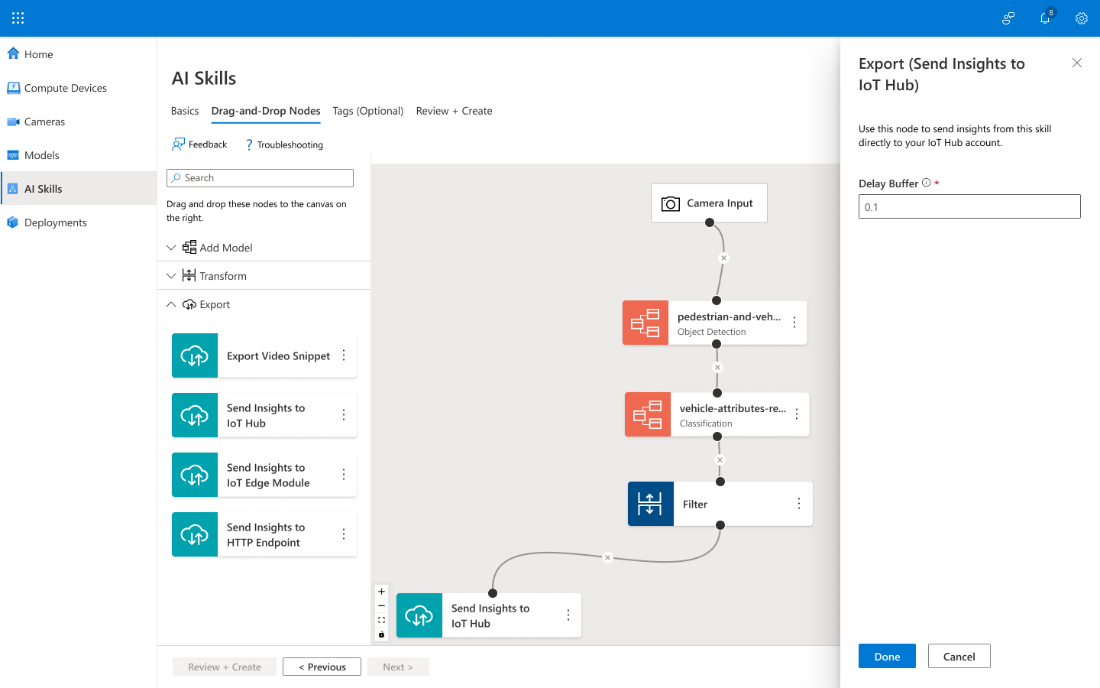 8
Home
Compute Devices
Cameras
Models
AI Skills
Deployments
AI Skills
Basics
Drag-and-Drop Nodes
Tags (Optional)
Review + Create
Feedback
? Troubleshooting
Search
Drag and drop these nodes to the canvas on
the right.
Add Model
Transform
Export
Export Video Snippet
Send Insights to
IoT Hub
Send Insights to
IoT Edge Module
Send Insights to
HTTP Endpoint
Camera Input
pedestrian-and-veh...
Object Detection
vehicle-attributes-re...
Classification
Filter
Send Insights to
IoT Hub
Review + Create
< Previous
Next >
Export (Send Insights to
IoT Hub)
Use this node to send insights from this skill
directly to your IoT Hub account.
Delay Buffer *
0.1
Done
Cancel